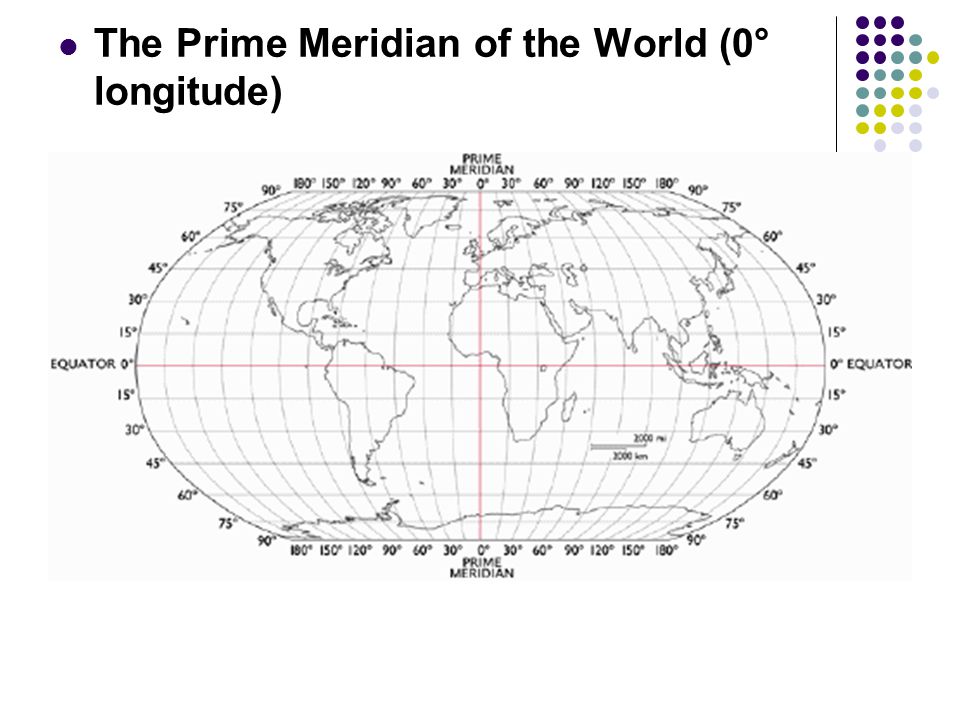 The Prime Meridian of the World (0°
longitude)
PRIME
MERIDIAN
180° 150° 120° 90° 60° 30° 0° 30° 60° 90° 120° 150° 180°
90° 90°
75° 75°
60° 60°
45° 45°
30° 30°
15° 15°
EQUATOR 0° 0° EQUATOR
15° 15°
30° 30°
2000 mi
2000 km
45° 45°
60° 60°
75° 75°
90° 90°
180° 150° 120° 90° 60° 30° 0° 30° 60° 90° 120° 150° 180°
PRIME
MERIDIAN